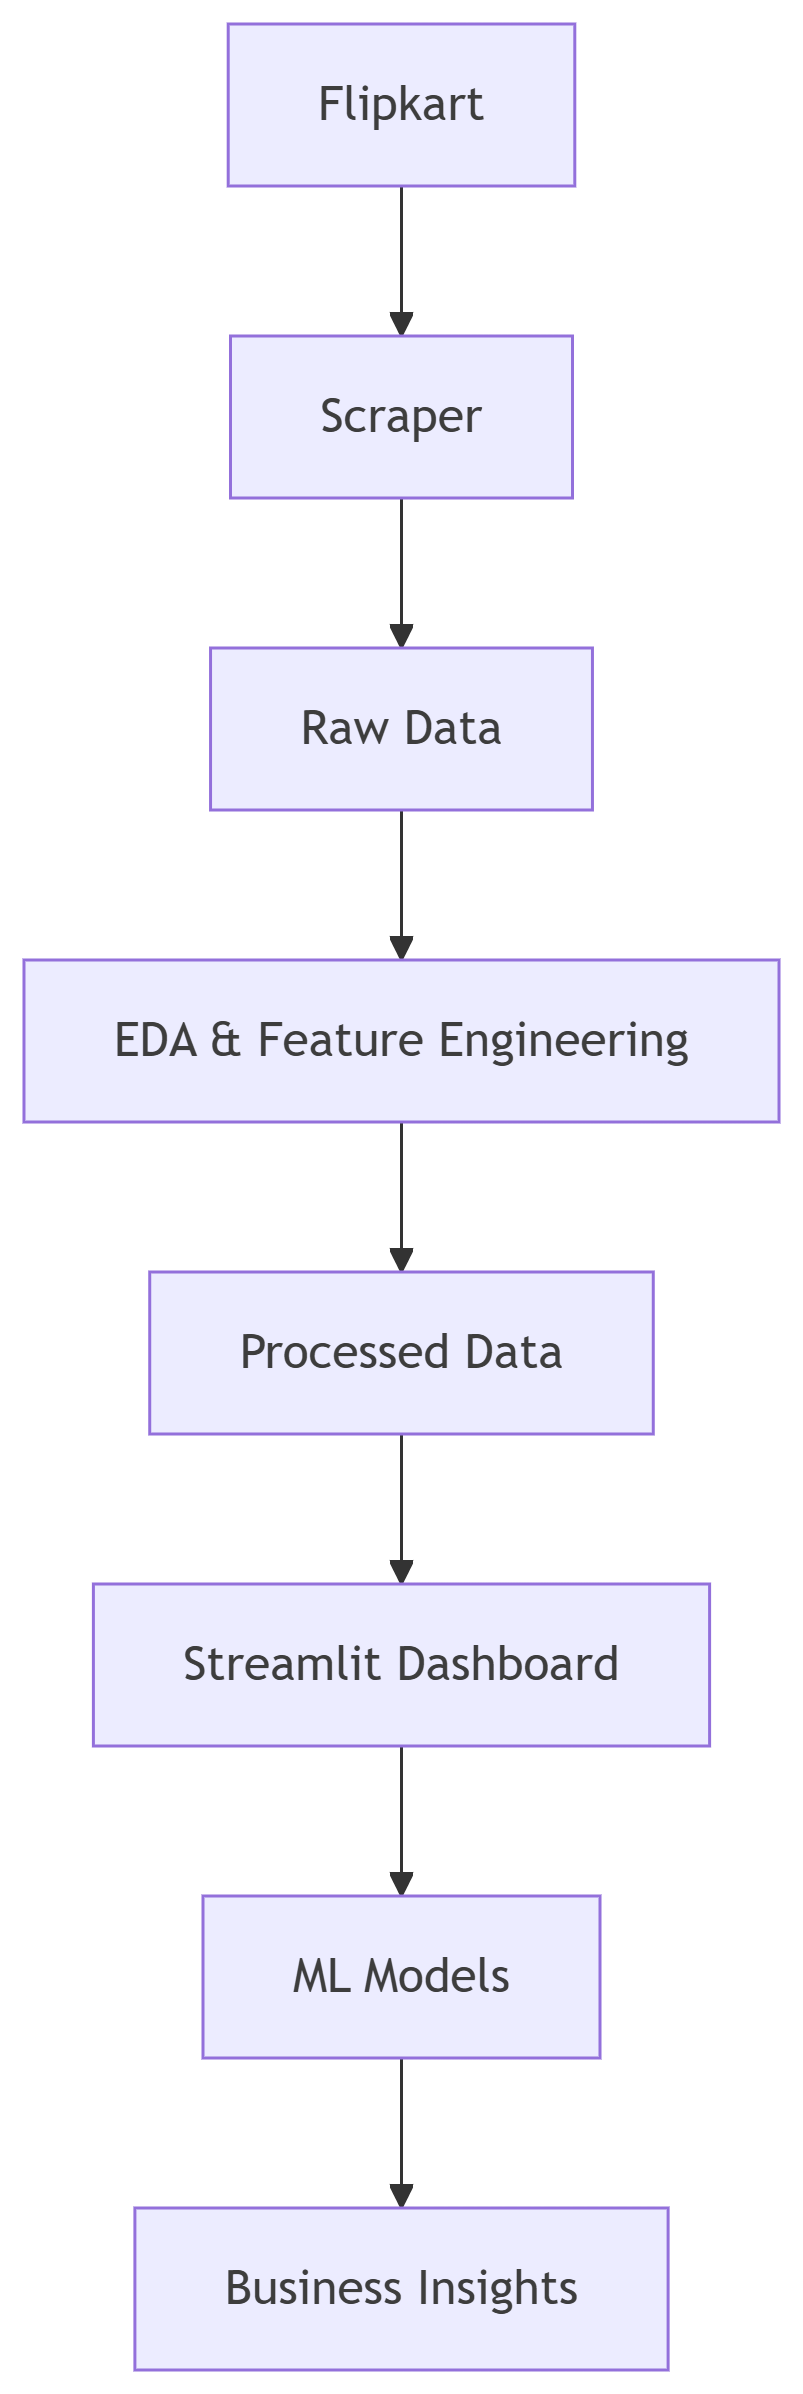 Flipkart
Scraper
Raw Data
EDA & Feature Engineering
Processed Data
Streamlit Dashboard
ML Models
Business Insights